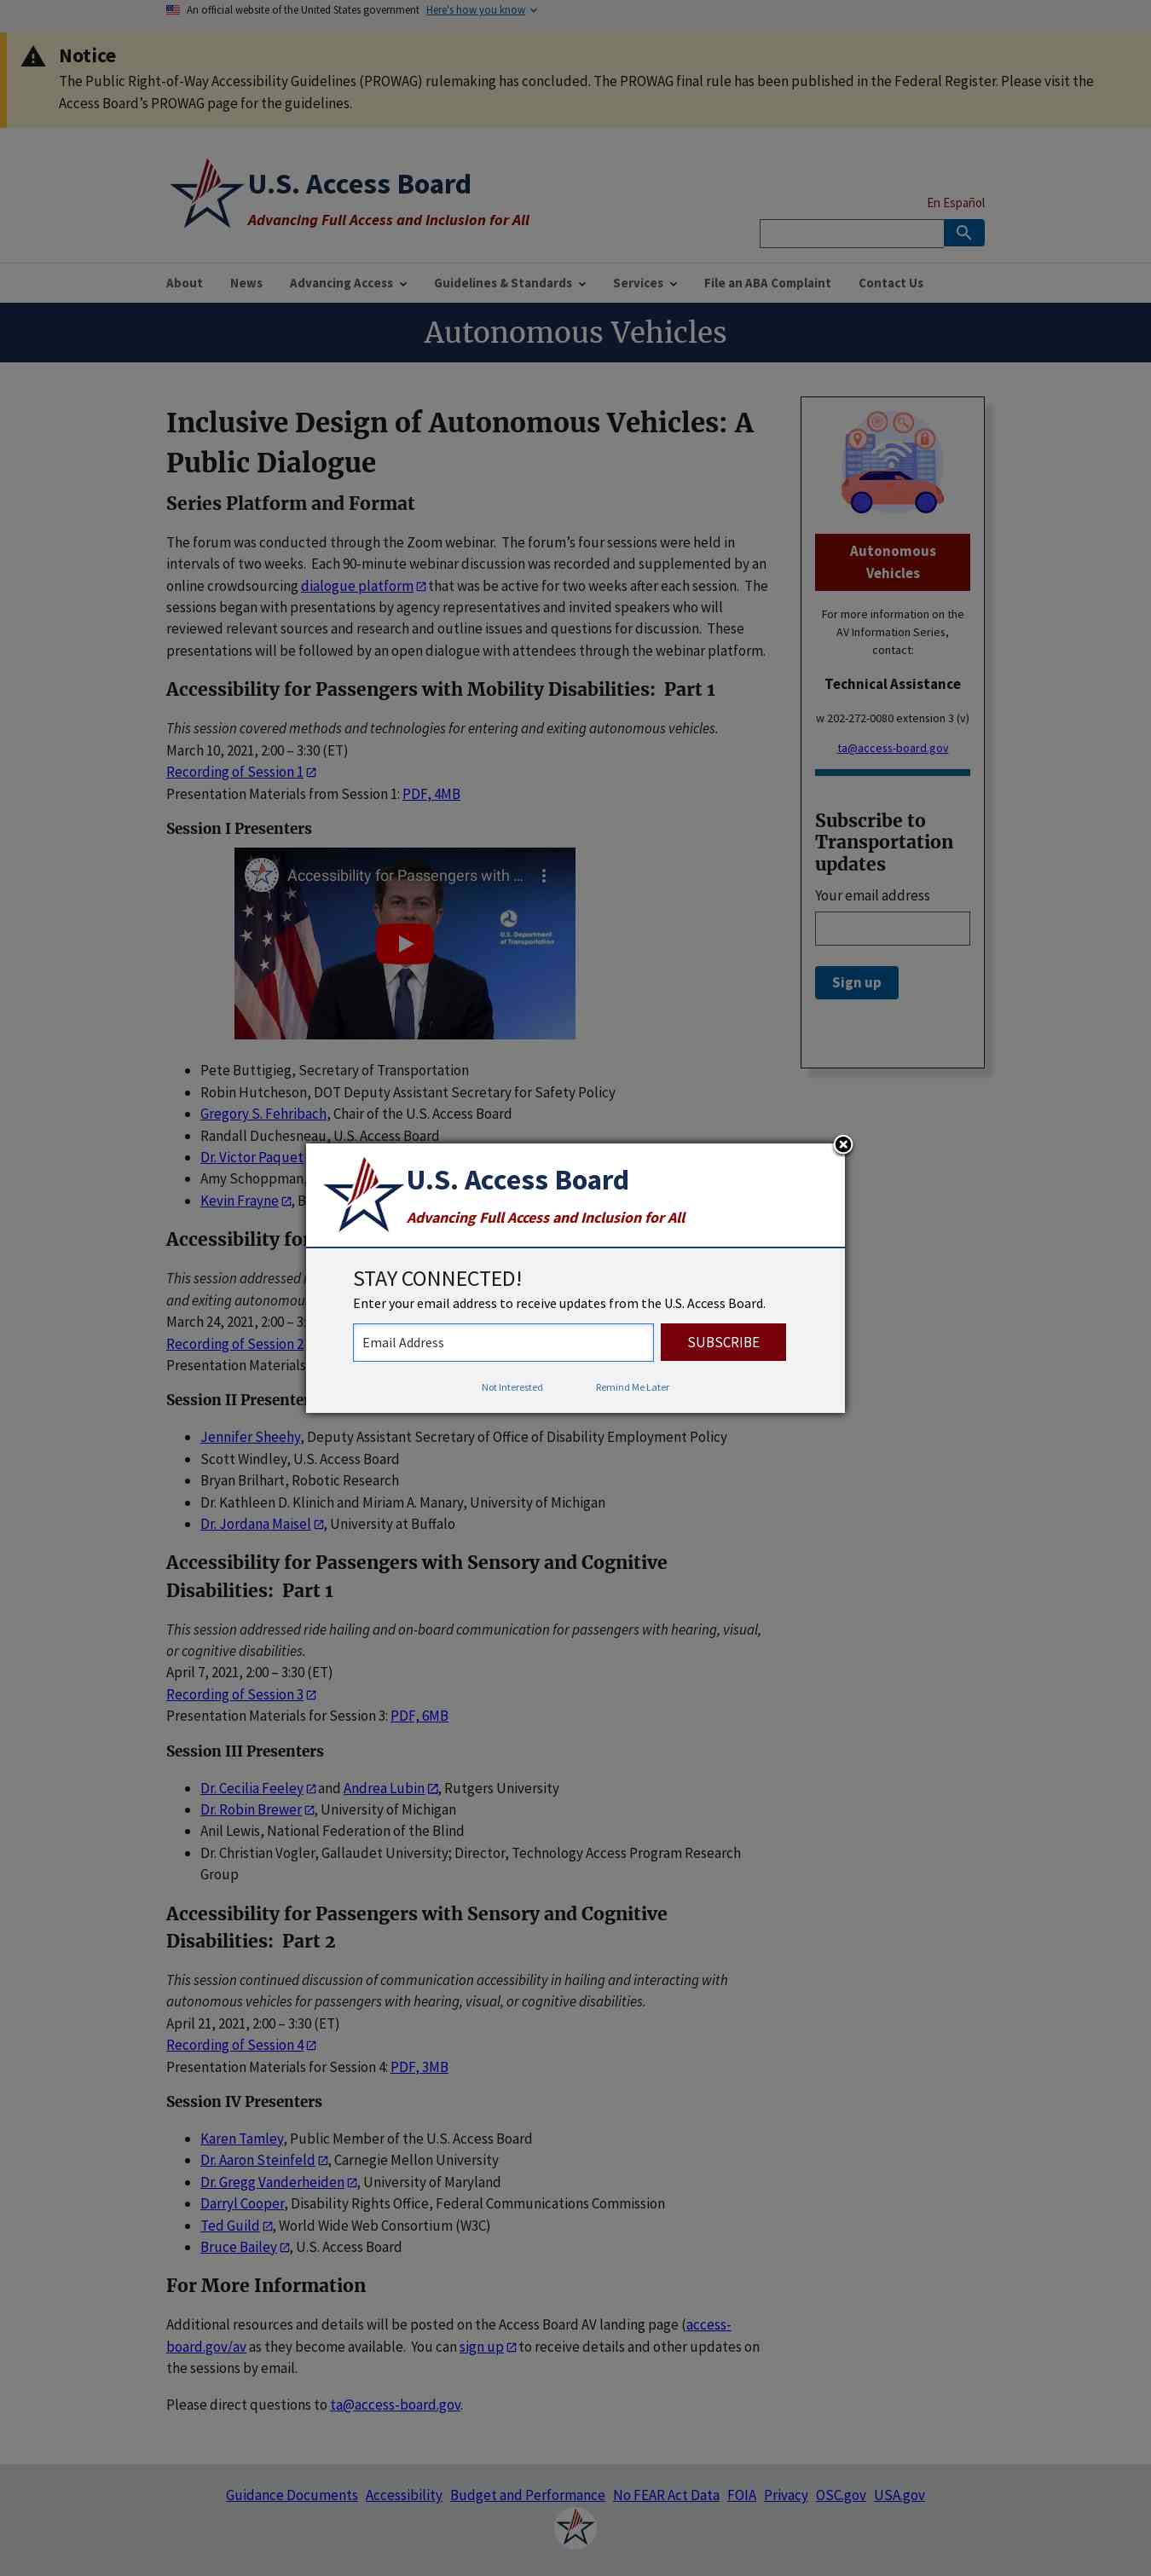 An official website of the United States government Here's how you know
Notice
The Public Right-of-Way Accessibility Guidelines (PROWAG) rulemaking has concluded. The PROWAG final rule has been published in the Federal Register. Please visit the
Access Board’s PROWAG page for the guidelines.
U.S. Access Board
Advancing Full Access and Inclusion for All
En Español
About News Advancing Access Guidelines & Standards Services File an ABA Complaint Contact Us
Autonomous Vehicles
Inclusive Design of Autonomous Vehicles: A
Public Dialogue
Series Platform and Format
The forum was conducted through the Zoom webinar. The forum’s four sessions were held in
intervals of two weeks. Each 90-minute webinar discussion was recorded and supplemented by an
online crowdsourcing dialogue platform that was be active for two weeks after each session. The
sessions began with presentations by agency representatives and invited speakers who will
review relevant sources and research and outline issues and questions for discussion. These
presentations will be followed by an open dialogue with attendees through the webinar platform.
Accessibility for Passengers with Mobility Disabilities: Part 1
This session covered methods and technologies for entering and exiting autonomous vehicles.
March 10, 2021, 2:00 – 3:30 (ET)
Recording of Session 1
Presentation Materials from Session 1: PDF, 4MB
Session I Presenters
Accessibility for Passengers with ...
U.S. Department
of Transportation
Pete Buttigieg, Secretary of Transportation
Robin Hutcheson, DOT Deputy Assistant Secretary for Safety Policy
Gregory S. Fehribach, Chair of the U.S. Access Board
Randall Duchesneau, U.S. Access Board
Dr. Victor Paquet
Amy Schoppman,
Kevin Frayne, B
Accessibility for
This session addressed
and exiting autonomous
March 24, 2021, 2:00 – 3:
Recording of Session 2
Presentation Materials
Session II Presenters
Jennifer Sheehy, Deputy Assistant Secretary of Office of Disability Employment Policy
Scott Windley, U.S. Access Board
Bryan Brilhart, Robotic Research
Dr. Kathleen D. Klinich and Miriam A. Manary, University of Michigan
Dr. Jordana Maisel, University at Buffalo
Accessibility for Passengers with Sensory and Cognitive
Disabilities: Part 1
This session addressed ride hailing and on-board communication for passengers with hearing, visual,
or cognitive disabilities.
April 7, 2021, 2:00 – 3:30 (ET)
Recording of Session 3
Presentation Materials for Session 3: PDF, 6MB
Session III Presenters
Dr. Cecilia Feeley and Andrea Lubin, Rutgers University
Dr. Robin Brewer, University of Michigan
Anil Lewis, National Federation of the Blind
Dr. Christian Vogler, Gallaudet University; Director, Technology Access Program Research
Group
Accessibility for Passengers with Sensory and Cognitive
Disabilities: Part 2
This session continued discussion of communication accessibility in hailing and interacting with
autonomous vehicles for passengers with hearing, visual, or cognitive disabilities.
April 21, 2021, 2:00 – 3:30 (ET)
Recording of Session 4
Presentation Materials for Session 4: PDF, 3MB
Session IV Presenters
Karen Tamley, Public Member of the U.S. Access Board
Dr. Aaron Steinfeld, Carnegie Mellon University
Dr. Gregg Vanderheiden, University of Maryland
Darryl Cooper, Disability Rights Office, Federal Communications Commission
Ted Guild, World Wide Web Consortium (W3C)
Bruce Bailey, U.S. Access Board
For More Information
Additional resources and details will be posted on the Access Board AV landing page (access-
board.gov/av as they become available. You can sign up to receive details and other updates on
the sessions by email.
Please direct questions to ta@access-board.gov.
Autonomous
Vehicles
For more information on the
AV Information Series,
contact:
Technical Assistance
w 202-272-0080 extension 3 (v)
ta@access-board.gov
Subscribe to
Transportation
updates
Your email address
Sign up
U.S. Access Board
Advancing Full Access and Inclusion for All
STAY CONNECTED!
Enter your email address to receive updates from the U.S. Access Board.
Email Address
SUBSCRIBE
Not Interested Remind Me Later
Guidance Documents Accessibility Budget and Performance No FEAR Act Data FOIA Privacy OSC.gov USA.gov